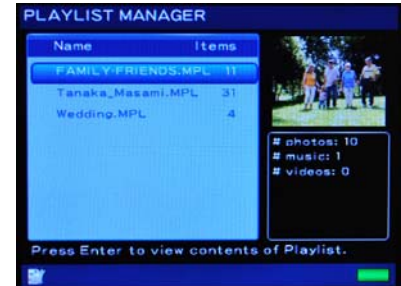 PLAYLIST MANAGER
Name Items
FAMILY-FRIENDS.MPL 11
Tanaka_Masami.MPL 31
Wedding.MPL 4
# photos: 10
# music: 1
# videos: 0
Press Enter to view contents of Playlist.